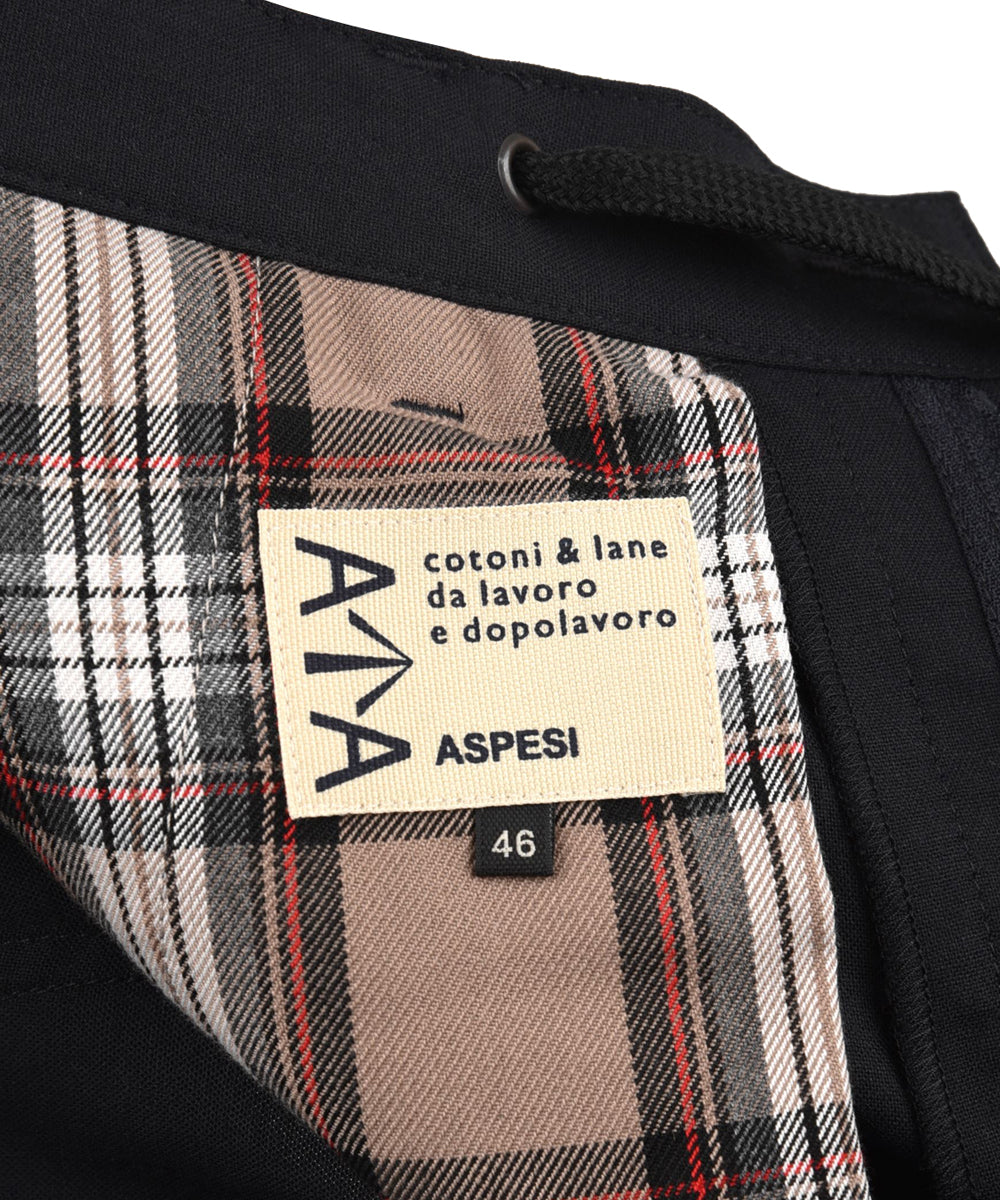 cotoni & lane
da lavoro
e dopolavoro
ASPESI
46